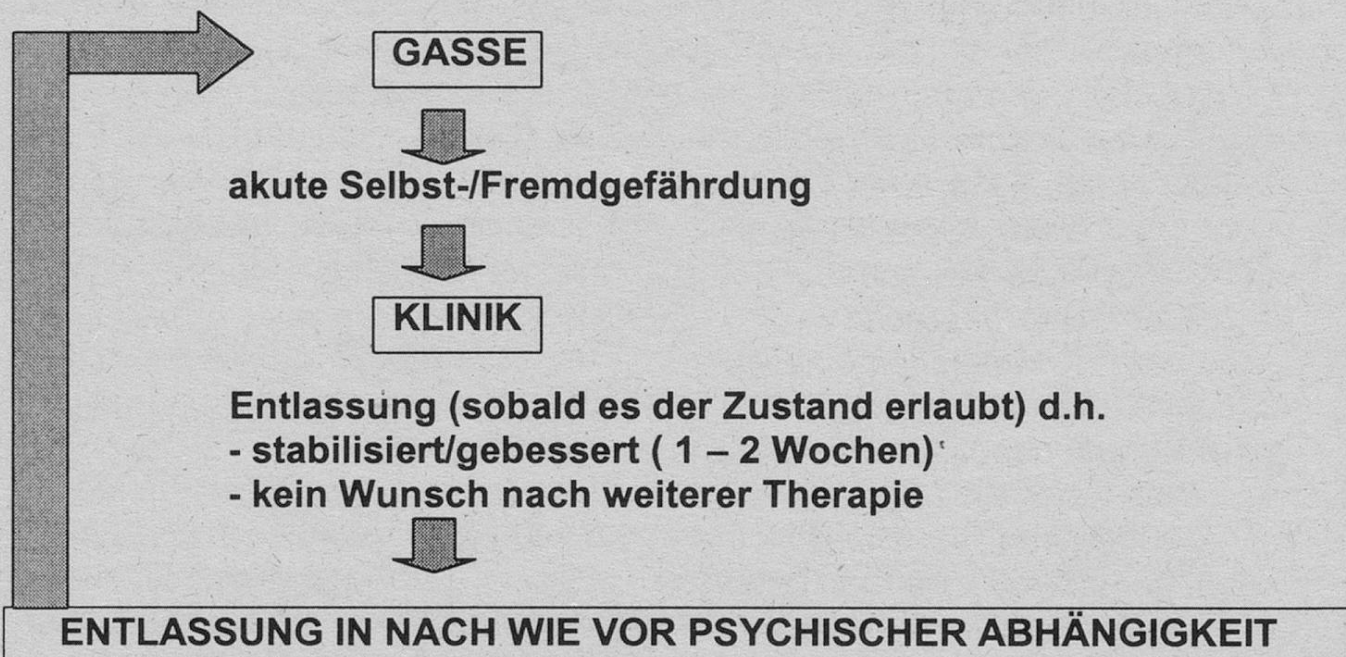 GASSE
akute Selbst-/Fremdgefährdung
KLINIK
Entlassung (sobald es der Zustand erlaubt) d.h.
- stabilisiert/gebessert ( 1 – 2 Wochen)
- kein Wunsch nach weiterer Therapie
ENTLASSUNG IN NACH WIE VOR PSYCHISCHER ABHÄNGIGKEIT